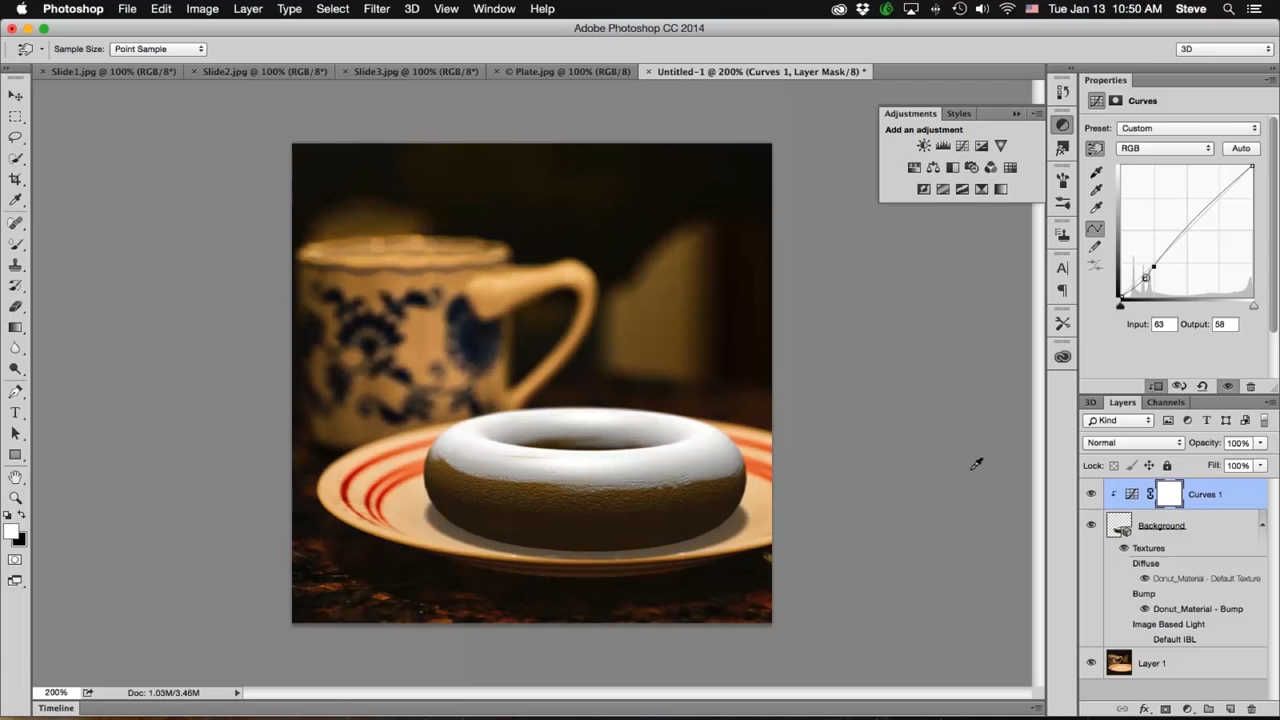 Photoshop File Edit Image Layer Type Select Filter 3D View Window Help Tue Jan 13 10:50 AM Steve
Adobe Photoshop CC 2014
Sample Size: Point Sample 3D
Slide1.jpg @ 100% (RGB/8*) Slide2.jpg @ 100% (RGB/8*) Slide3.jpg @ 100% (RGB/8*) © Plate.jpg @ 100% (RGB/8) Untitled-1 @ 200% (Curves 1, Layer Mask/8) *
Properties
Curves
Adjustments Styles
Add an adjustment
Preset: Custom
RGB Auto
Input: 63 Output: 58
3D Layers Channels
Kind
Normal Opacity: 100%
Lock: Fill: 100%
Curves 1
Background
Textures
Diffuse
Donut_Material - Default Texture
Bump
Donut_Material - Bump
Image Based Light
Default IBL
Layer 1
200% Doc: 1.03M/3.46M
Timeline